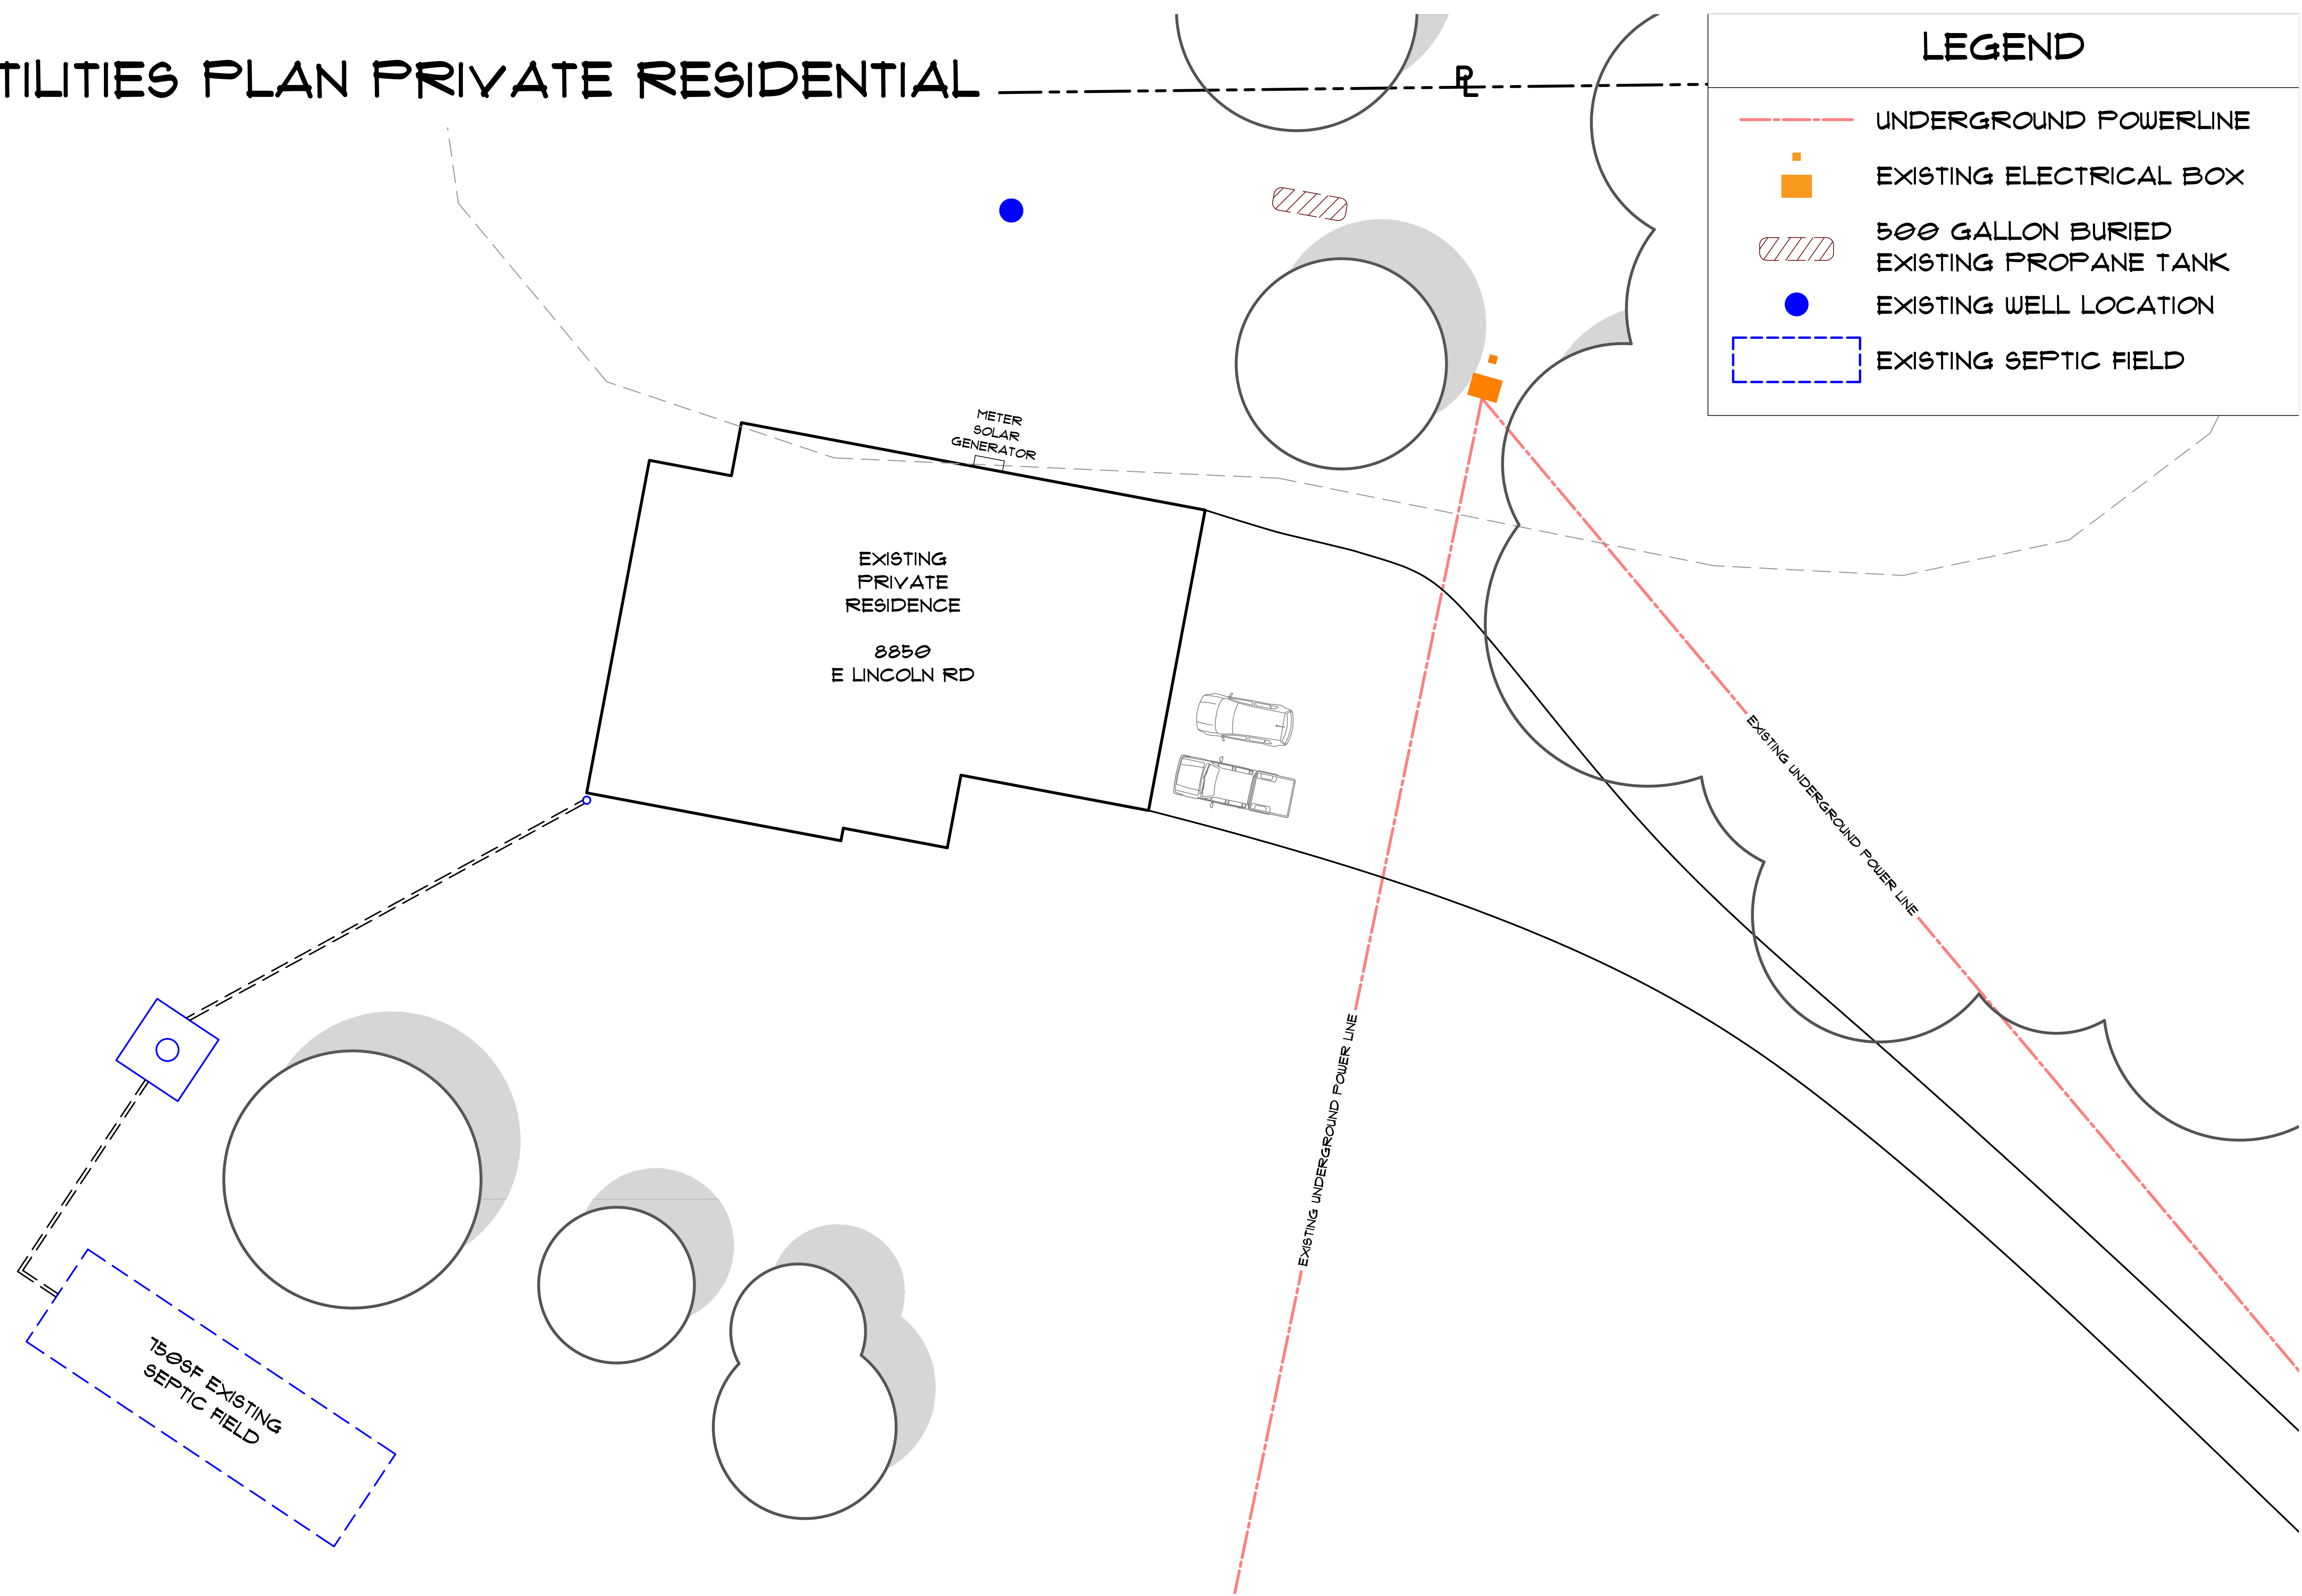 TILITIES PLAN PRIVATE RESIDENTIAL
PL
LEGEND
UNDERGROUND POWERLINE
EXISTING ELECTRICAL BOX
500 GALLON BURIED
EXISTING PROPANE TANK
EXISTING WELL LOCATION
EXISTING SEPTIC FIELD
METER
SOLAR
GENERATOR
EXISTING
PRIVATE
RESIDENCE
8850
E LINCOLN RD
EXISTING UNDERGROUND POWER LINE
EXISTING UNDERGROUND POWER LINE
750SF EXISTING
SEPTIC FIELD